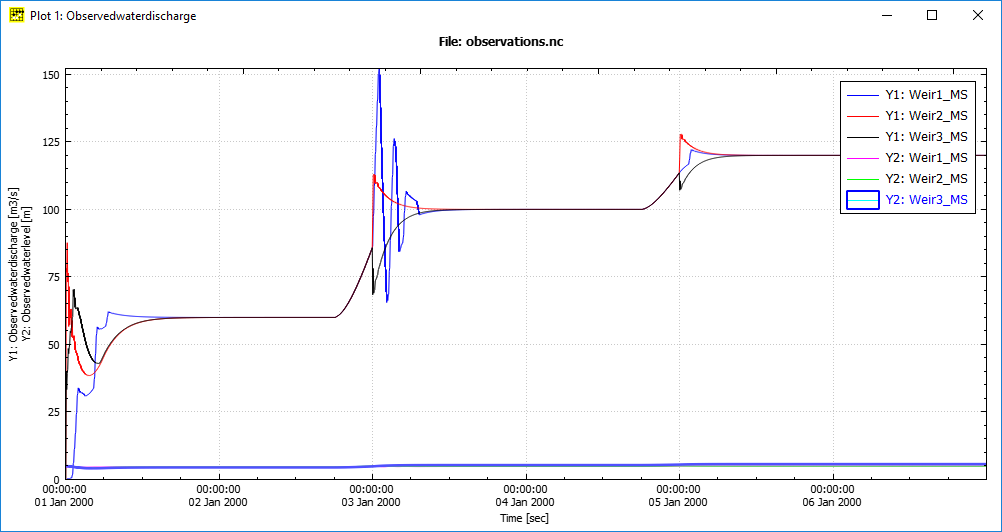 Plot 1: Observedwaterdischarge
File: observations.nc
Y1: Observedwaterdischarge [m3/s]
Y2: Observedwaterlevel [m]
150
125
100
75
50
25
0
Y1: Weir1_MS
Y1: Weir2_MS
Y1: Weir3_MS
Y2: Weir1_MS
Y2: Weir2_MS
Y2: Weir3_MS
00:00:00 00:00:00 00:00:00 00:00:00 00:00:00 00:00:00
01 Jan 2000 02 Jan 2000 03 Jan 2000 04 Jan 2000 05 Jan 2000 06 Jan 2000
Time [sec]